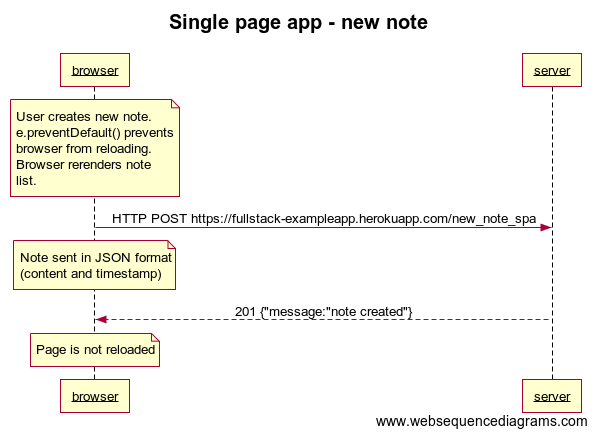 Single page app - new note
browser
server
User creates new note.
e.preventDefault() prevents
browser from reloading.
Browser rerenders note
list.
HTTP POST https://fullstack-exampleapp.herokuapp.com/new_note_spa
Note sent in JSON format
(content and timestamp)
201 {"message:"note created"}
Page is not reloaded
browser
server
www.websequencediagrams.com